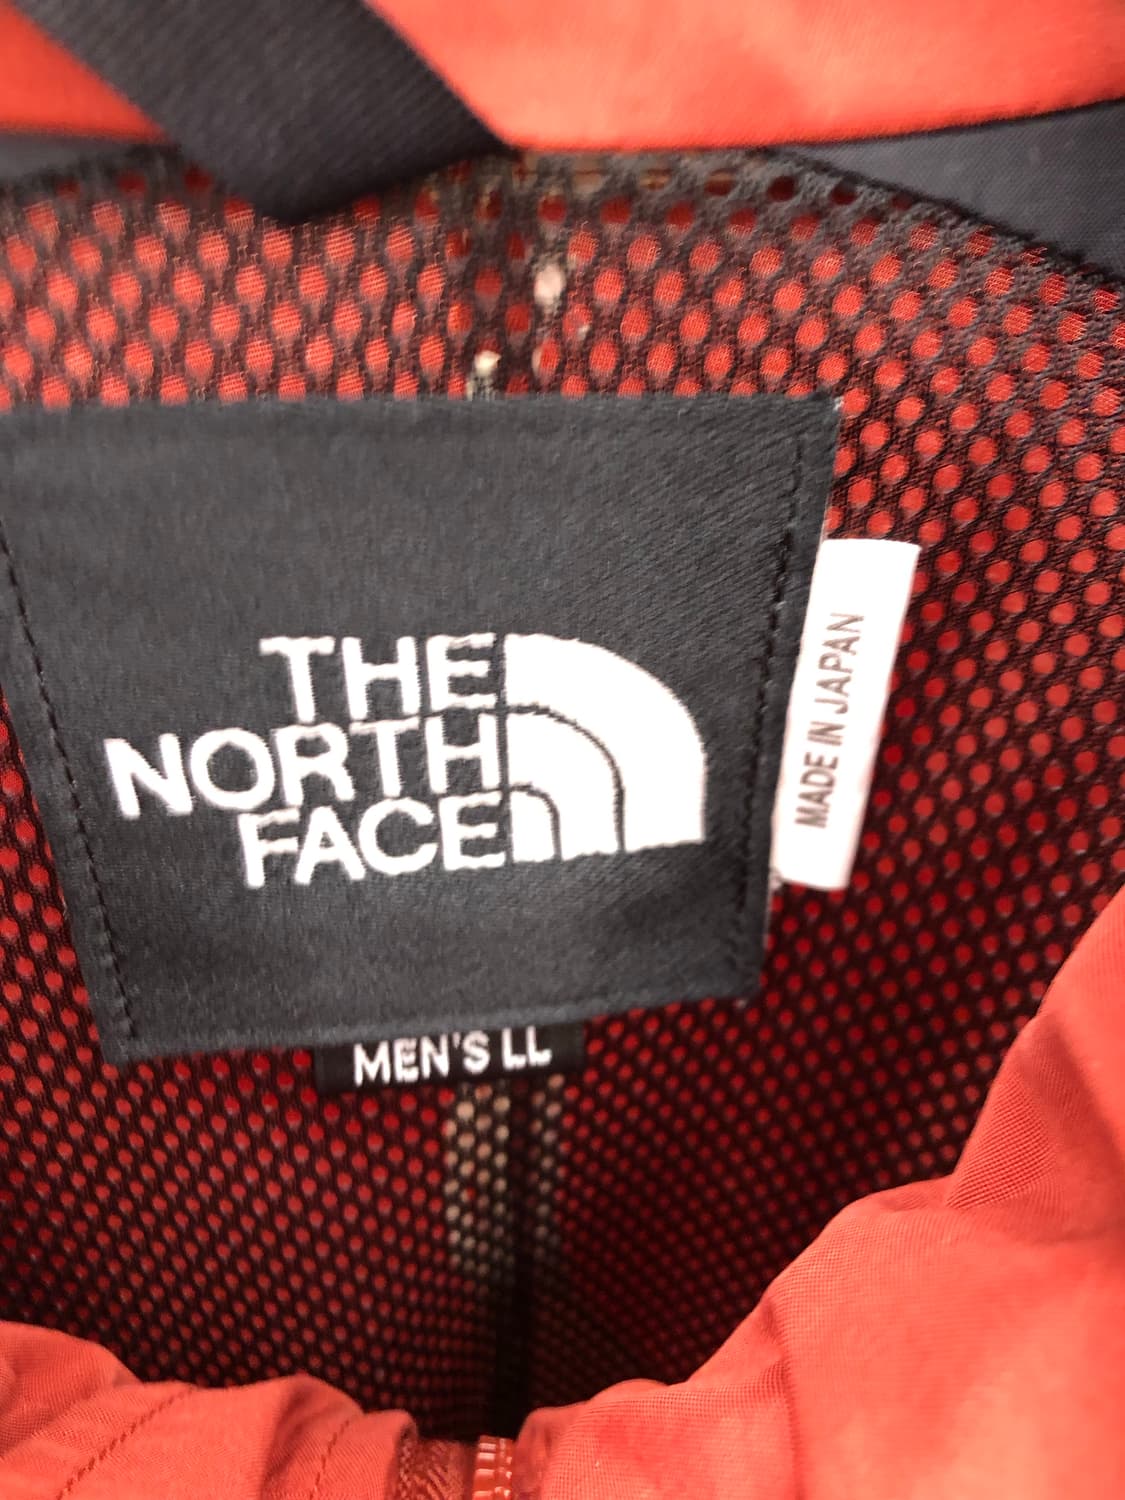 THE
NORTH
FACE
MADE IN JAPAN
MEN'S LL